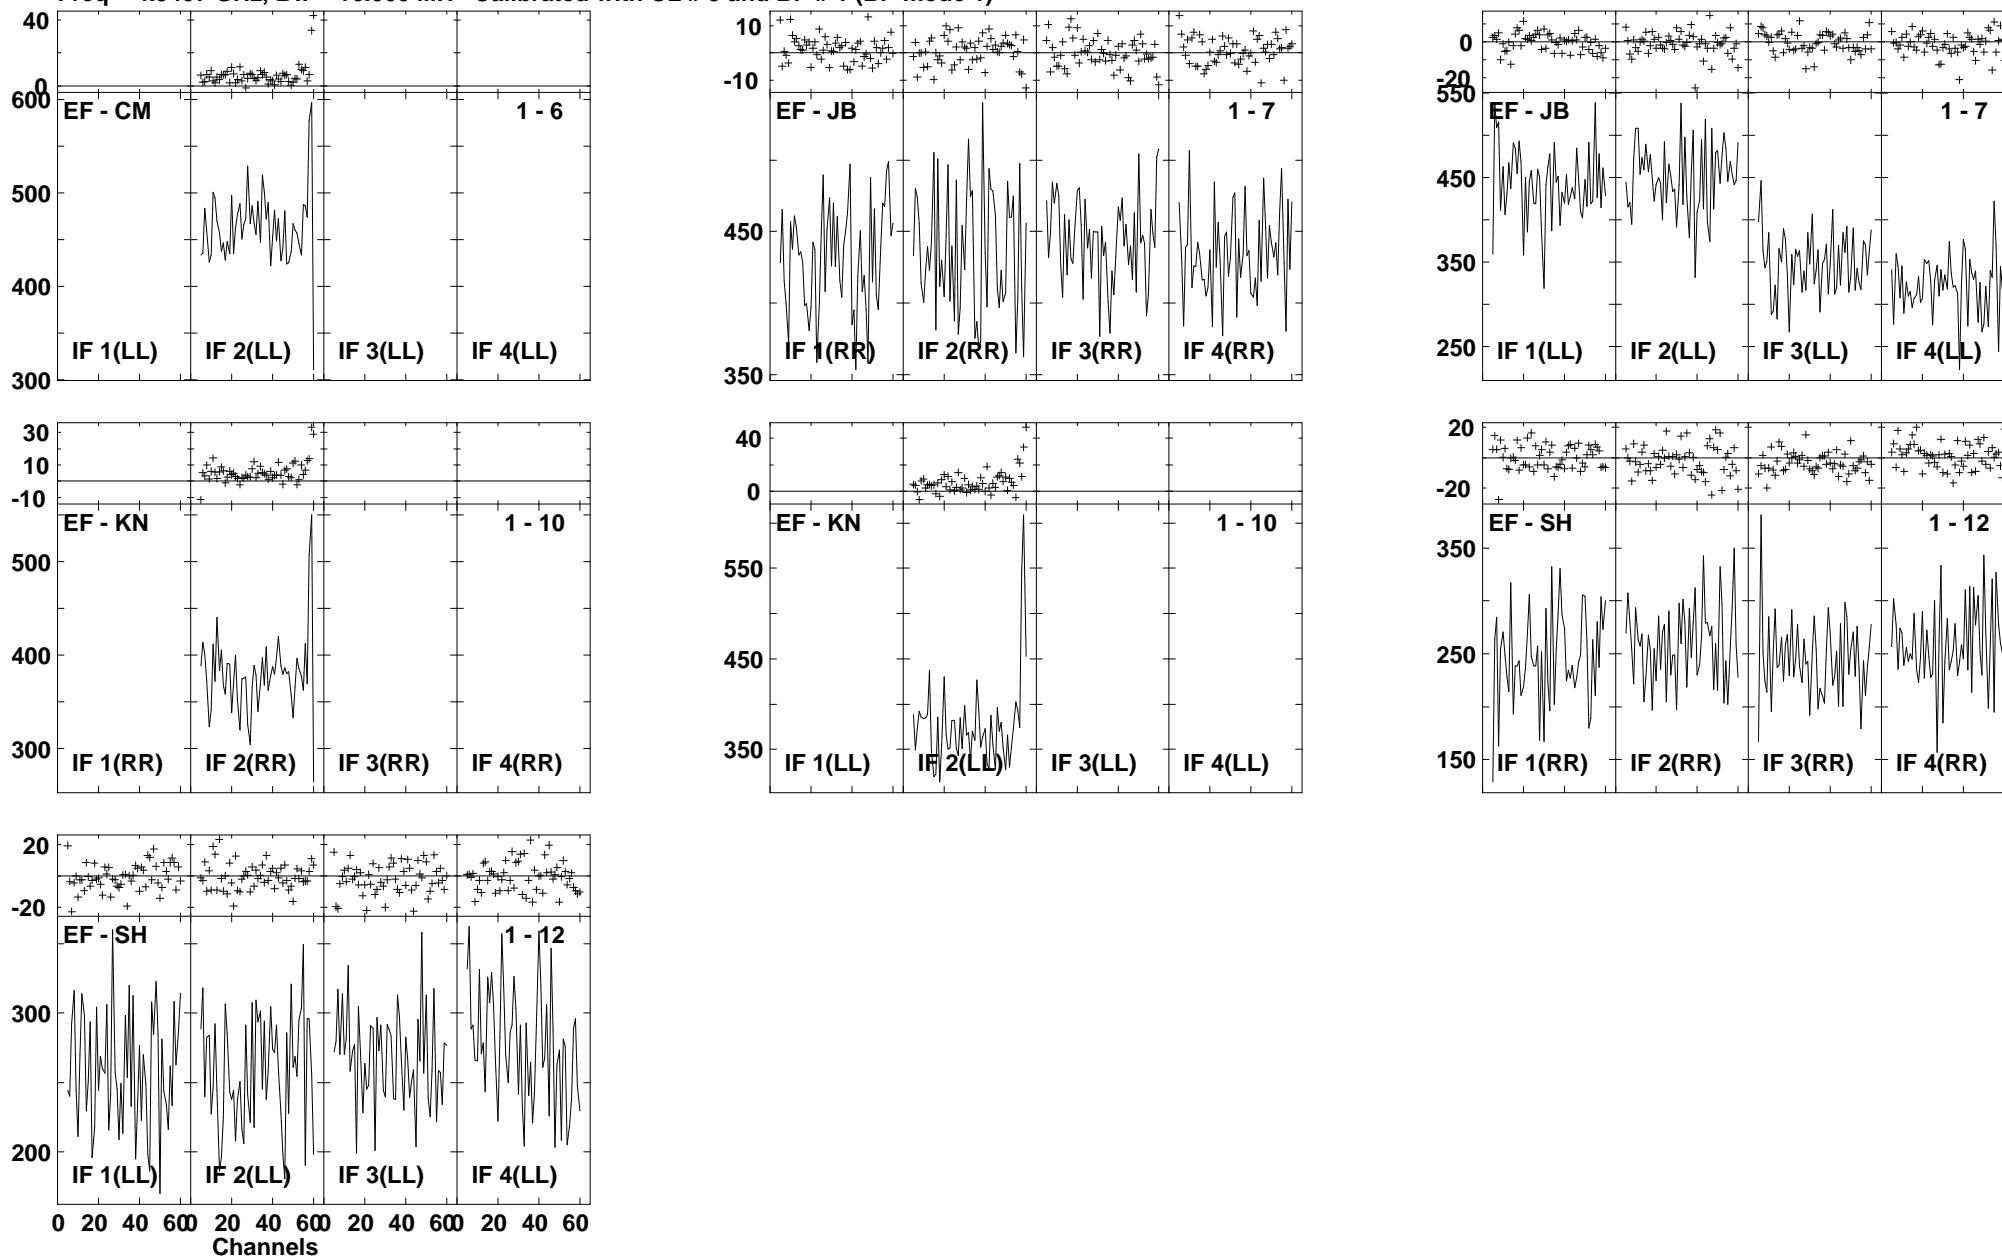 40
0
600
500
400
300
EF - CM
1 - 6
IF 1(LL)
IF 2(LL)
IF 3(LL)
IF 4(LL)
10
-10
450
350
EF - JB
1 - 7
IF 1(RR)
IF 2(RR)
IF 3(RR)
IF 4(RR)
0
-20
550
450
350
250
EF - JB
1 - 7
IF 1(LL)
IF 2(LL)
IF 3(LL)
IF 4(LL)
30
10
-10
500
400
300
EF - KN
1 - 10
IF 1(RR)
IF 2(RR)
IF 3(RR)
IF 4(RR)
40
0
550
450
350
EF - KN
1 - 10
IF 1(LL)
IF 2(LL)
IF 3(LL)
IF 4(LL)
20
-20
350
250
150
EF - SH
1 - 12
IF 1(RR)
IF 2(RR)
IF 3(RR)
IF 4(RR)
20
-20
300
200
EF - SH
1 - 12
IF 1(LL)
IF 2(LL)
IF 3(LL)
IF 4(LL)
0 20 40 60 0 20 40 60 0 20 40 60 0 20 40 60
Channels